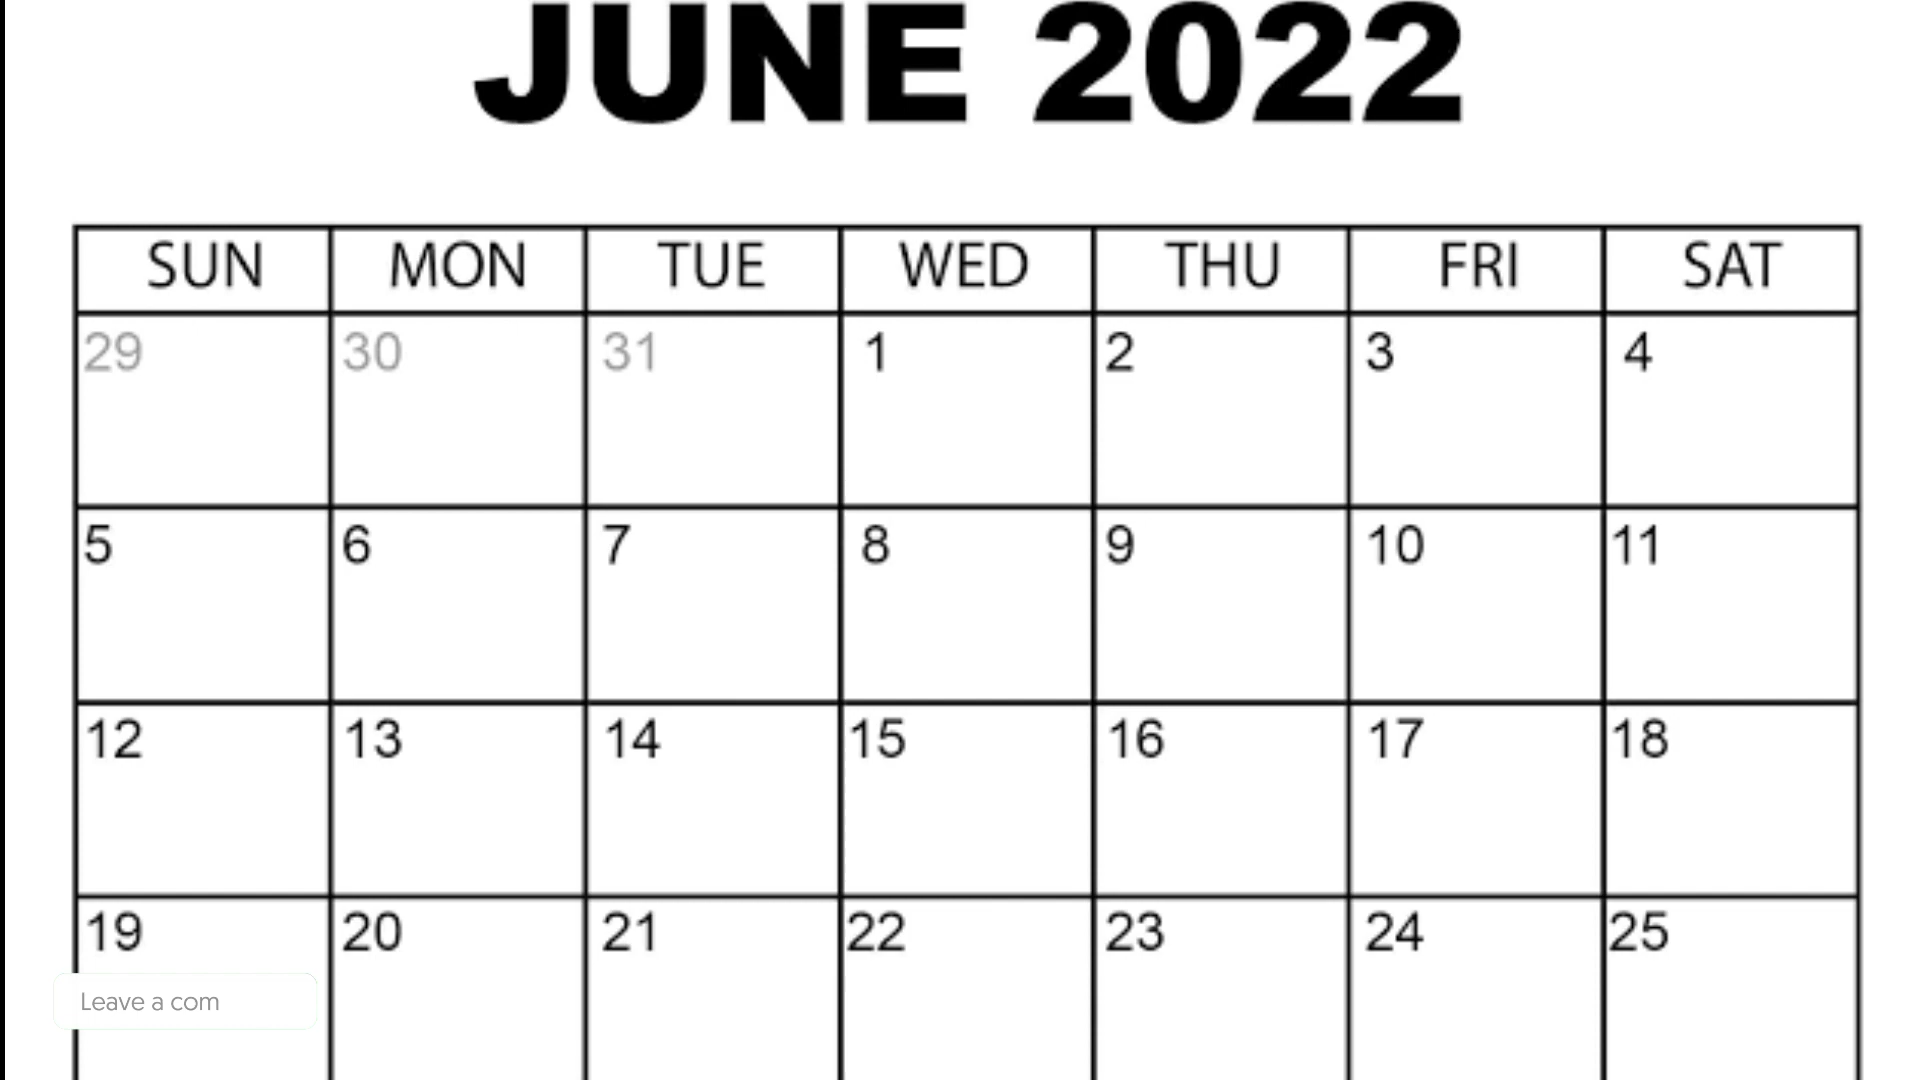 JUNE 2022
SUN MON TUE WED THU FRI SAT
29 30 31 1 2 3 4
5 6 7 8 9 10 11
12 13 14 15 16 17 18
19 20 21 22 23 24 25
Leave a com